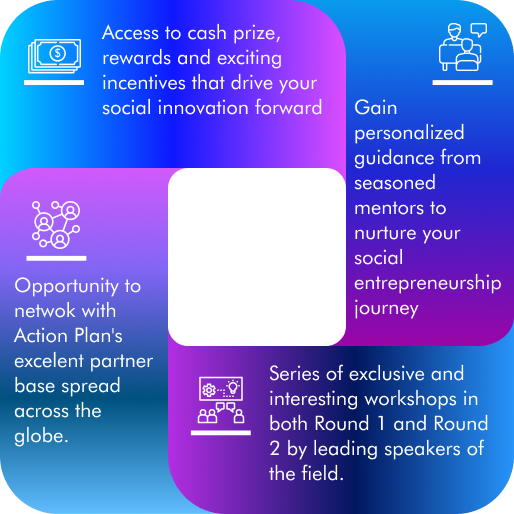 Access to cash prize,
rewards and exciting
incentives that drive your
social innovation forward
Gain
personalized
guidance from
seasoned
mentors to
nurture your
social
entrepreneurship
journey
Opportunity to
netwok with
Action Plan's
excelent partner
base spread
across the
globe.
Series of exclusive and
interesting workshops in
both Round 1 and Round
2 by leading speakers of
the field.